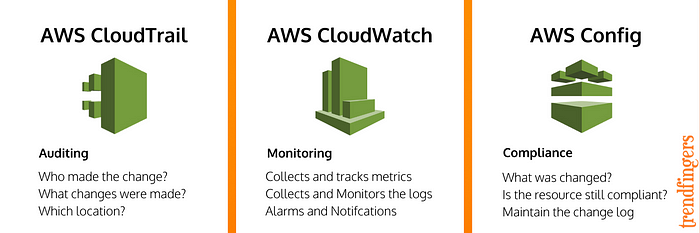 AWS CloudTrail
Auditing
Who made the change?
What changes were made?
Which location?
AWS CloudWatch
Monitoring
Collects and tracks metrics
Collects and Monitors the logs
Alarms and Notifcations
AWS Config
Compliance
What was changed?
Is the resource still compliant?
Maintain the change log
trendfingers